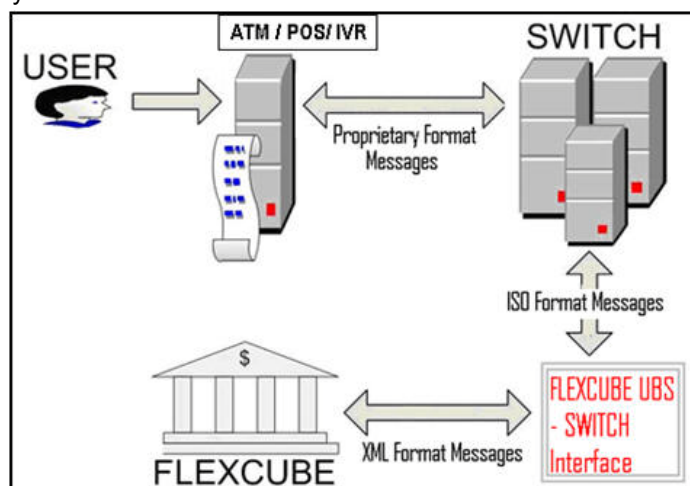 y
ATM / POS/ IVR
USER
SWITCH
Proprietary Format
Messages
ISO Format Messages
$
FLEXCUBE
XML Format Messages
FLEXCUBE UBS
- SWITCH
Interface